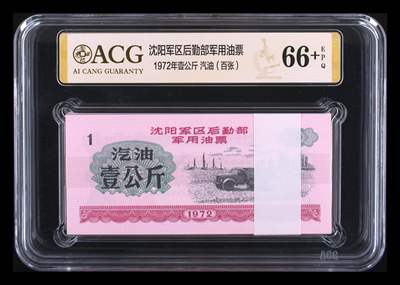 ACG
AI CANG GUARANTY
沈阳军区后勤部军用油票
1972年壹公斤 汽油（百张）
66+
EPQ
1
沈阳军区后勤部
军用油票
汽油
壹公斤
1972
ACG